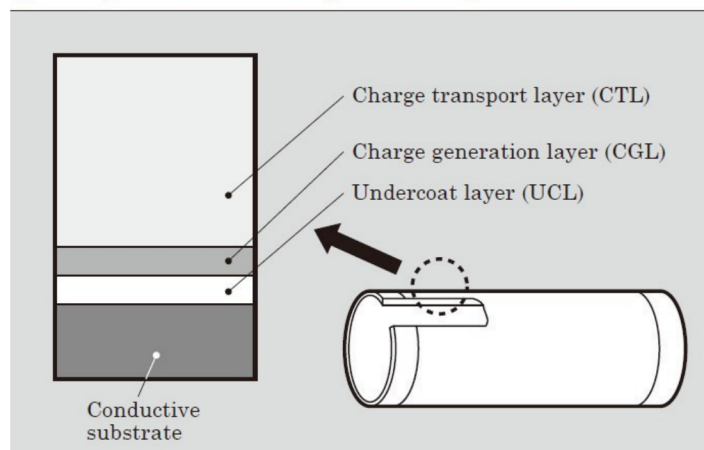 Charge transport layer (CTL)
Charge generation layer (CGL)
Undercoat layer (UCL)
Conductive
substrate